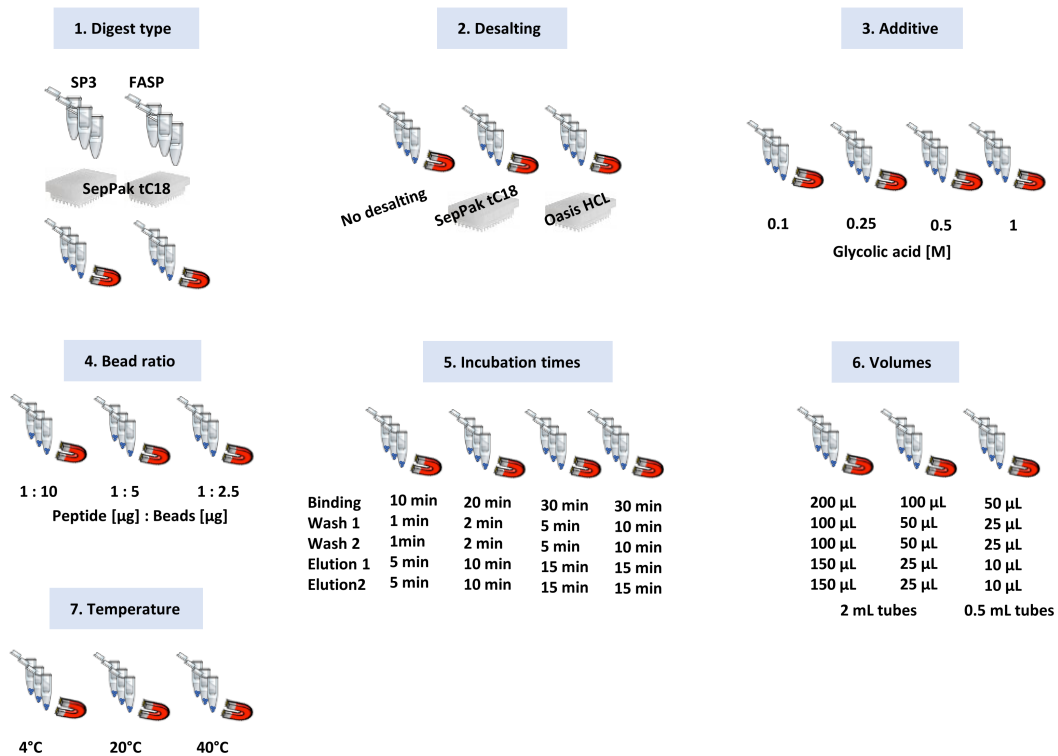 1. Digest type
SP3 FASP
SepPak tC18
2. Desalting
No desalting SepPak tC18 Oasis HCL
3. Additive
0.1 0.25 0.5 1
Glycolic acid [M]
4. Bead ratio
1 : 10 1 : 5 1 : 2.5
Peptide [µg] : Beads [µg]
5. Incubation times
Binding 10 min 20 min 30 min 30 min
Wash 1 1 min 2 min 5 min 10 min
Wash 2 1min 2 min 5 min 10 min
Elution 1 5 min 10 min 15 min 15 min
Elution2 5 min 10 min 15 min 15 min
6. Volumes
200 µL 100 µL 50 µL
100 µL 50 µL 25 µL
100 µL 50 µL 25 µL
150 µL 25 µL 10 µL
150 µL 25 µL 10 µL
2 mL tubes 0.5 mL tubes
7. Temperature
4°C 20°C 40°C